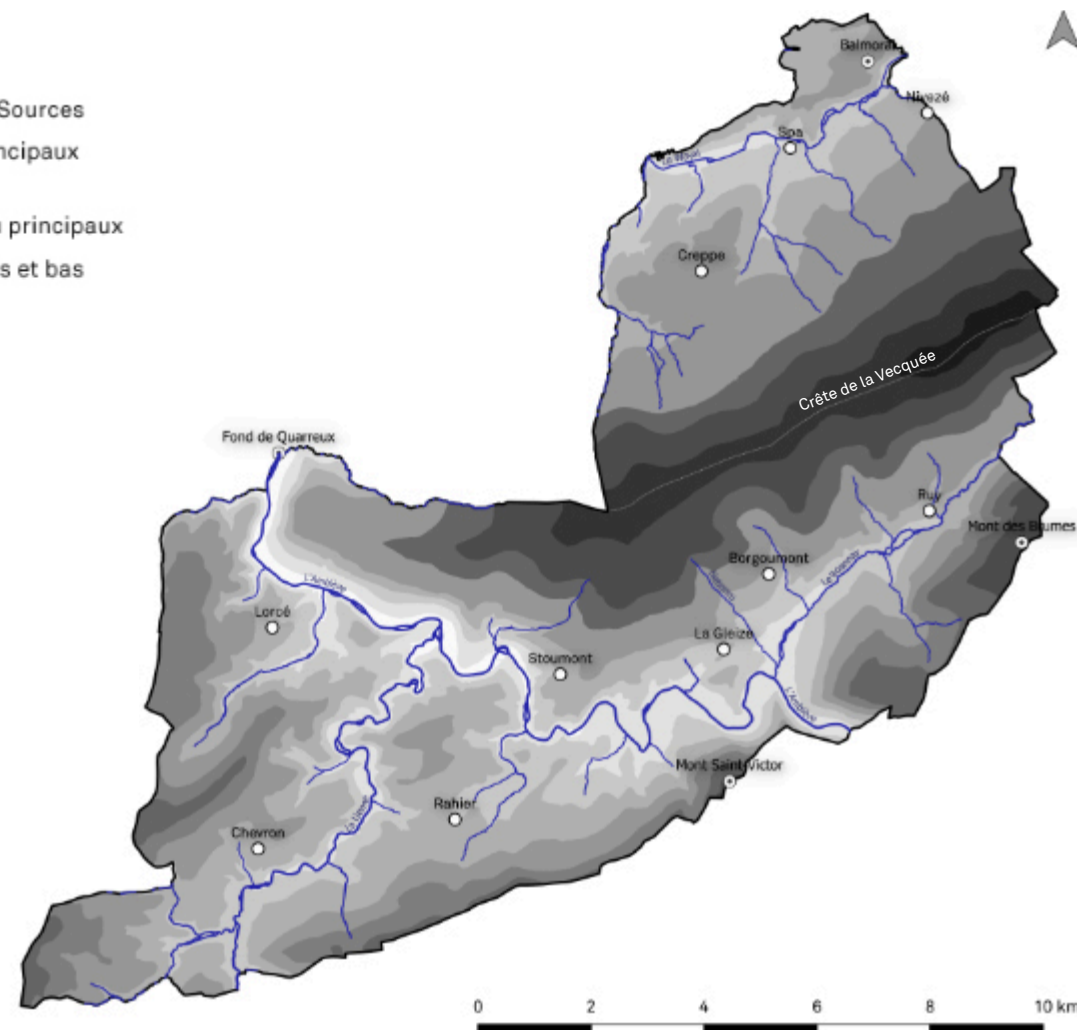 Balmoral
Nivezé
Sources
ncipaux
Spa
principaux
s et bas
Creppe
Crête de la Vecquée
Fond de Quarreux
Ruy
Mont des Brumes
Borgoumont
L'Amblève
Lorcé
La Gleize
Stoumont
L'Amblève
Mont Saint-Victor
Rahier
Chevron
0 2 4 6 8 10 km